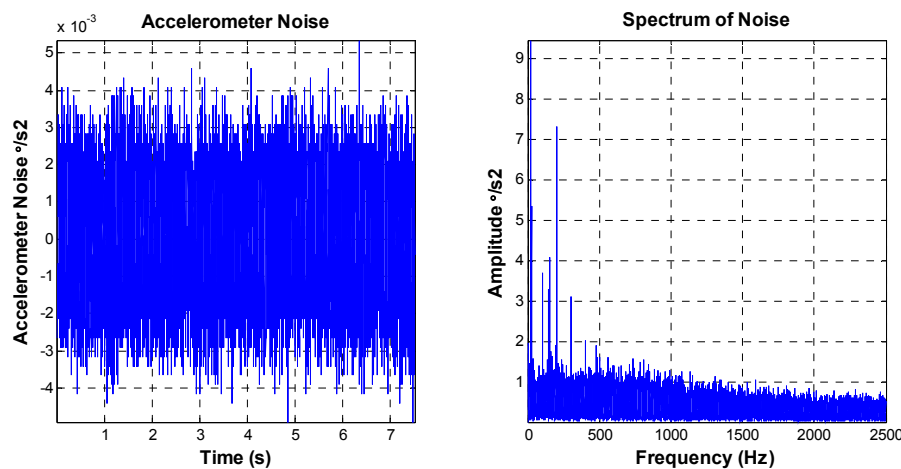 Accelerometer Noise
x 10-3
5
4
3
2
1
0
-1
-2
-3
-4
Accelerometer Noise °/s2
1 2 3 4 5 6 7
Time (s)
Spectrum of Noise
9
8
7
6
5
4
3
2
1
Amplitude °/s2
0 500 1000 1500 2000 2500
Frequency (Hz)